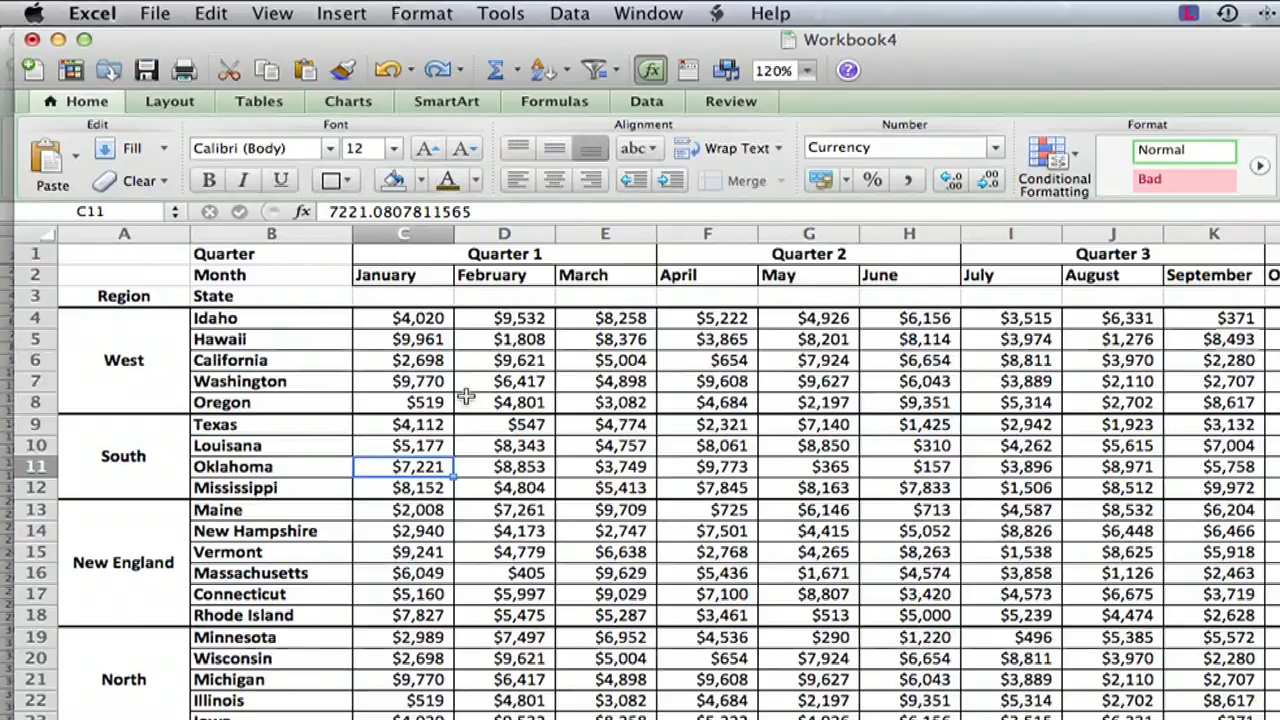 Excel File Edit View Insert Format Tools Data Window Help
Workbook4
120%
Home Layout Tables Charts SmartArt Formulas Data Review
Edit Font Alignment Number Format
Fill Calibri (Body) 12 A A abc Wrap Text Currency Normal
Paste Clear B I U A Merge % Conditional Formatting Bad
C11 fx 7221.0807811565
A B C D E F G H I J K
1 Quarter Quarter 1 Quarter 2 Quarter 3
2 Month January February March April May June July August September O
3 Region State
4 Idaho $4,020 $9,532 $8,258 $5,222 $4,926 $6,156 $3,515 $6,331 $371
5 Hawaii $9,961 $1,808 $8,376 $3,865 $8,201 $8,114 $3,974 $1,276 $8,493
6 West California $2,698 $9,621 $5,004 $654 $7,924 $6,654 $8,811 $3,970 $2,280
7 Washington $9,770 $6,417 $4,898 $9,608 $9,627 $6,043 $3,889 $2,110 $2,707
8 Oregon $519 $4,801 $3,082 $4,684 $2,197 $9,351 $5,314 $2,702 $8,617
9 Texas $4,112 $547 $4,774 $2,321 $7,140 $1,425 $2,942 $1,923 $3,132
10 South Louisana $5,177 $8,343 $4,757 $8,061 $8,850 $310 $4,262 $5,615 $7,004
11 Oklahoma $7,221 $8,853 $3,749 $9,773 $365 $157 $3,896 $8,971 $5,758
12 Mississippi $8,152 $4,804 $5,413 $7,845 $8,163 $7,833 $1,506 $8,512 $9,972
13 Maine $2,008 $7,261 $9,709 $725 $6,146 $713 $4,587 $8,532 $6,204
14 New Hampshire $2,940 $4,173 $2,747 $7,501 $4,415 $5,052 $8,826 $6,448 $6,466
15 New England Vermont $9,241 $4,779 $6,638 $2,768 $4,265 $8,263 $1,538 $8,625 $5,918
16 Massachusetts $6,049 $405 $9,629 $5,436 $1,671 $4,574 $3,858 $1,126 $2,463
17 Connecticut $5,160 $5,997 $9,029 $7,100 $8,807 $3,420 $4,573 $6,675 $3,719
18 Rhode Island $7,827 $5,475 $5,287 $3,461 $513 $5,000 $5,239 $4,474 $2,628
19 Minnesota $2,989 $7,497 $6,952 $4,536 $290 $1,220 $496 $5,385 $5,572
20 Wisconsin $2,698 $9,621 $5,004 $654 $7,924 $6,654 $8,811 $3,970 $2,280
21 North Michigan $9,770 $6,417 $4,898 $9,608 $9,627 $6,043 $3,889 $2,110 $2,707
22 Illinois $519 $4,801 $3,082 $4,684 $2,197 $9,351 $5,314 $2,702 $8,617